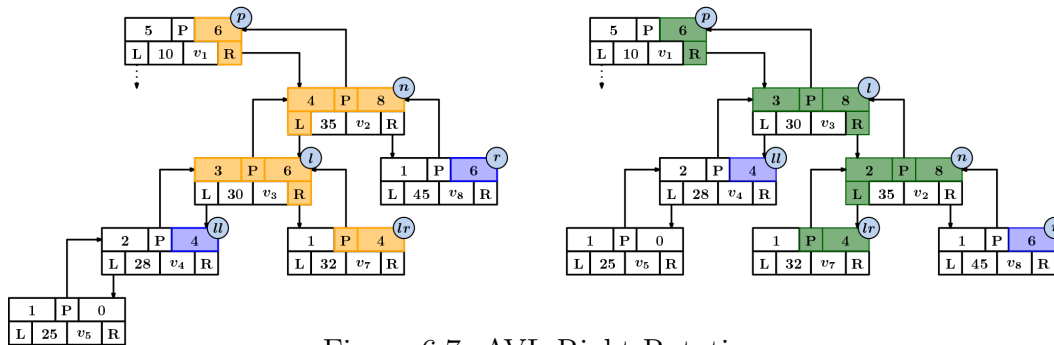 p
5 P 6
L 10 v₁ R
n
4 P 8
L 35 v₂ R
l
3 P 6
L 30 v₃ R
r
1 P 6
L 45 v₈ R
ll
2 P 4
L 28 v₄ R
lr
1 P 4
L 32 v₇ R
1 P 0
L 25 v₅ R
p
5 P 6
L 10 v₁ R
l
3 P 8
L 30 v₃ R
ll
2 P 4
L 28 v₄ R
n
2 P 8
L 35 v₂ R
1 P 0
L 25 v₅ R
lr
1 P 4
L 32 v₇ R
1 P 6
L 45 v₈ R
Figure 6.7: AVL Right Rotation